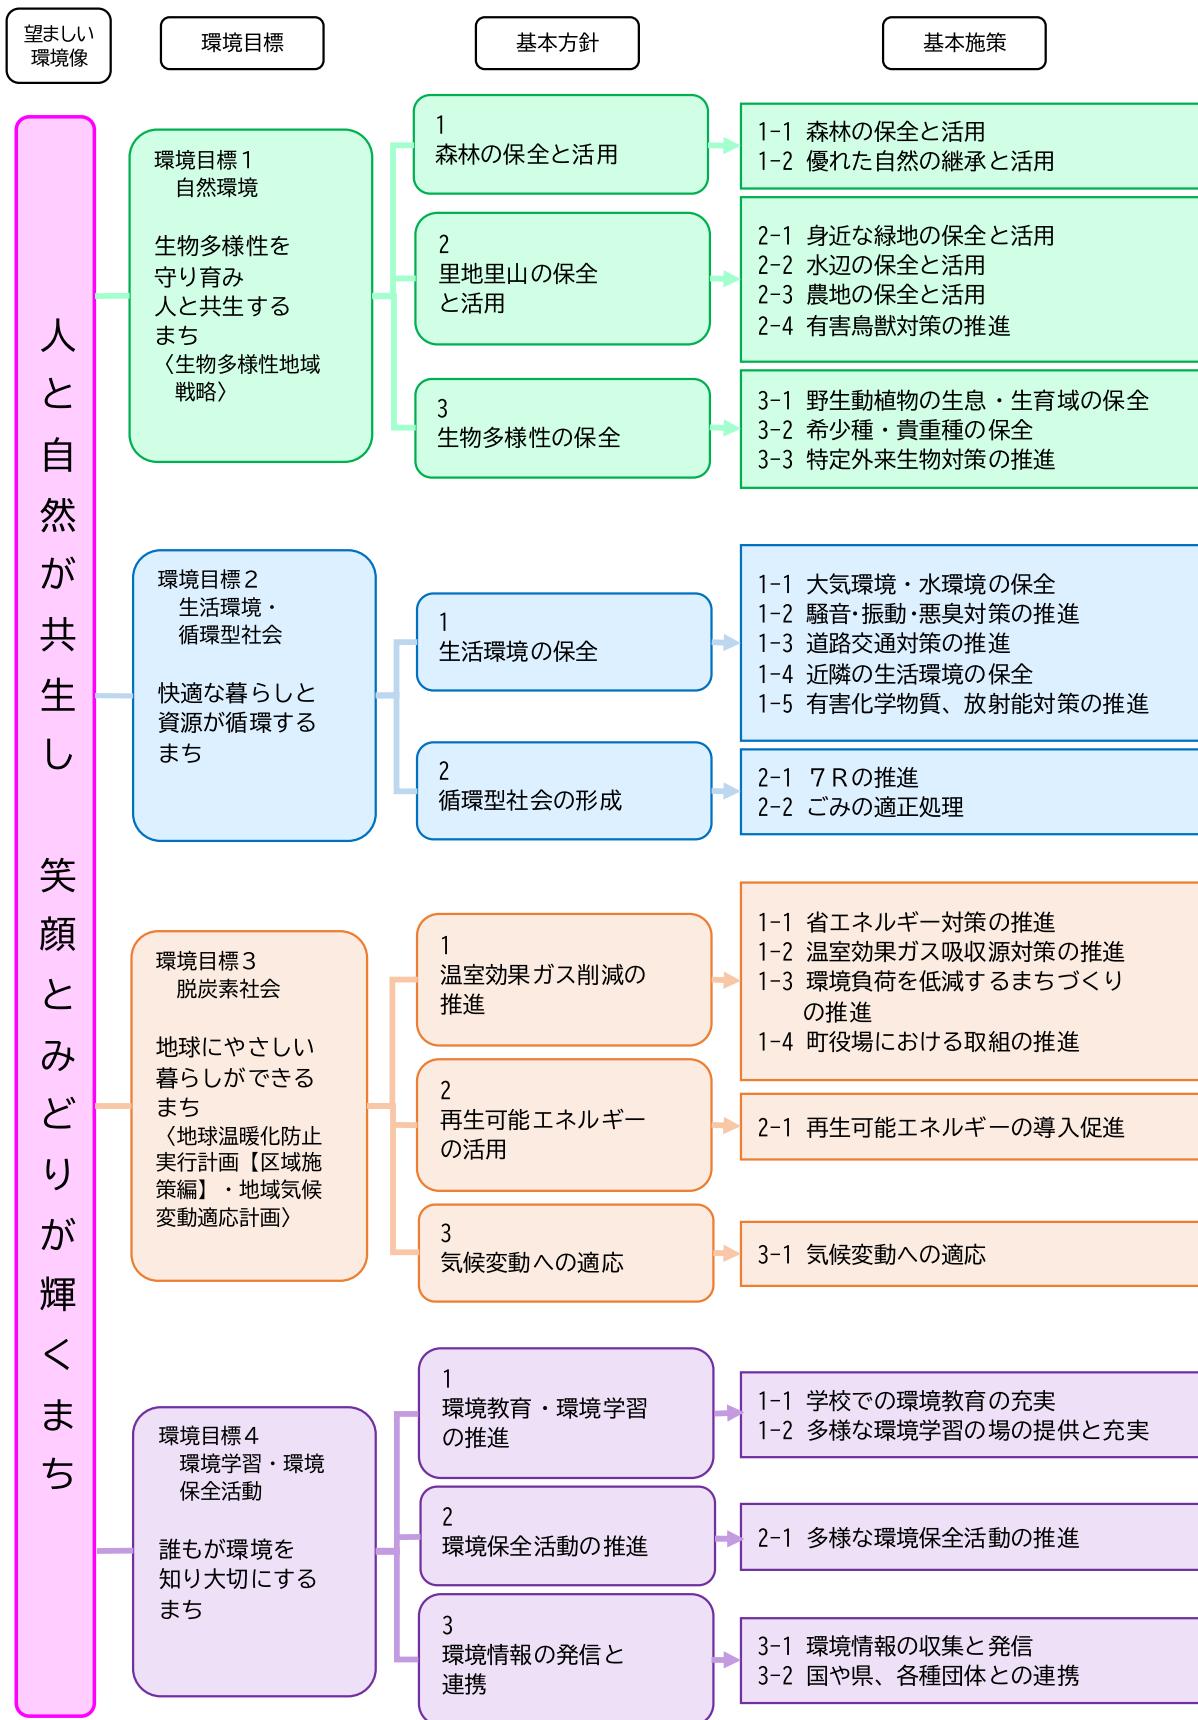 望ましい
環境像
環境目標
基本方針
基本施策
人と自然が共生し　笑顔とみどりが輝くまち
環境目標１
自然環境
生物多様性を
守り育み
人と共生する
まち
〈生物多様性地域
戦略〉
1
森林の保全と活用
1-1 森林の保全と活用
1-2 優れた自然の継承と活用
2
里地里山の保全
と活用
2-1 身近な緑地の保全と活用
2-2 水辺の保全と活用
2-3 農地の保全と活用
2-4 有害鳥獣対策の推進
3
生物多様性の保全
3-1 野生動植物の生息・生育域の保全
3-2 希少種・貴重種の保全
3-3 特定外来生物対策の推進
環境目標２
生活環境・
循環型社会
快適な暮らしと
資源が循環する
まち
1
生活環境の保全
1-1 大気環境・水環境の保全
1-2 騒音･振動･悪臭対策の推進
1-3 道路交通対策の推進
1-4 近隣の生活環境の保全
1-5 有害化学物質、放射能対策の推進
2
循環型社会の形成
2-1 ７Ｒの推進
2-2 ごみの適正処理
環境目標３
脱炭素社会
地球にやさしい
暮らしができる
まち
〈地球温暖化防止
実行計画【区域施
策編】・地域気候
変動適応計画〉
1
温室効果ガス削減の
推進
1-1 省エネルギー対策の推進
1-2 温室効果ガス吸収源対策の推進
1-3 環境負荷を低減するまちづくり
の推進
1-4 町役場における取組の推進
2
再生可能エネルギー
の活用
2-1 再生可能エネルギーの導入促進
3
気候変動への適応
3-1 気候変動への適応
環境目標４
環境学習・環境
保全活動
誰もが環境を
知り大切にする
まち
1
環境教育・環境学習
の推進
1-1 学校での環境教育の充実
1-2 多様な環境学習の場の提供と充実
2
環境保全活動の推進
2-1 多様な環境保全活動の推進
3
環境情報の発信と
連携
3-1 環境情報の収集と発信
3-2 国や県、各種団体との連携